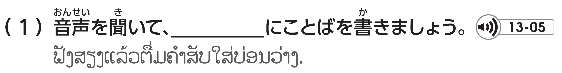 （1）音声を聞いて、＿＿＿＿＿にことばを書きましょう。 13-05
ຟັງສຽງແລ້ວຕື່ມຄຳສັບໃສ່ບ່ອນວ່າງ.